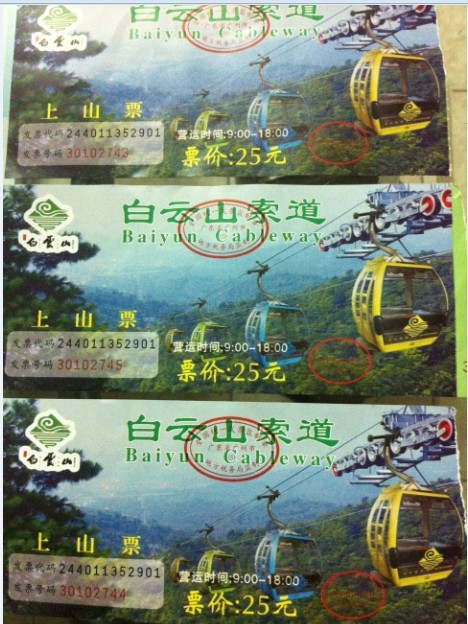 白云山索道
Baiyun Cableway
白雲山
上山票
发票代码 244011352901
发票号码 30102743
营运时间:9:00-18:00
票价:25元
白云山索道
Baiyun Cableway
白雲山
上山票
发票代码 244011352901
发票号码 30102745
营运时间:9:00-18:00
票价:25元
白云山索道
Baiyun Cableway
白雲山
上山票
发票代码 244011352901
发票号码 30102744
营运时间:9:00-18:00
票价:25元